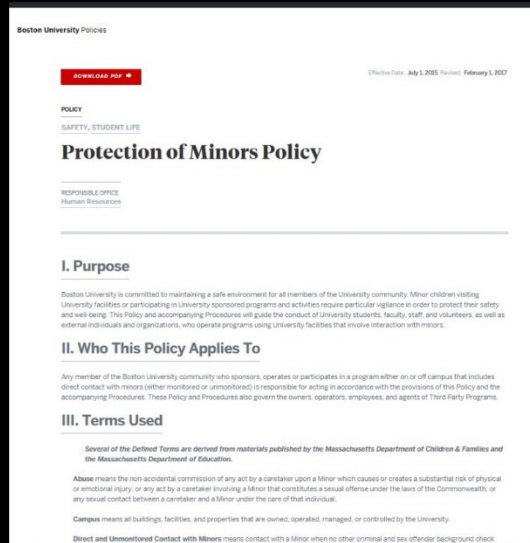 Boston University Policies
DOWNLOAD PDF
Effective Date: July 1, 2015 Revised: February 1, 2017
POLICY
SAFETY, STUDENT LIFE
Protection of Minors Policy
RESPONSIBLE OFFICE
Human Resources
I. Purpose
Boston University is committed to maintaining a safe environment for all members of the University community. Minor children visiting
University facilities or participating in University sponsored programs and activities require particular vigilance in order to protect their safety
and well-being. This Policy and accompanying Procedures will guide the conduct of University students, faculty, staff, and volunteers, as well as
external individuals and organizations, who operate programs using University facilities that involve interaction with minors.
II. Who This Policy Applies To
Any member of the Boston University community who sponsors, operates or participates in a program either on or off campus that includes
direct contact with minors (either monitored or unmonitored) is responsible for acting in accordance with the provisions of this Policy and the
accompanying Procedures. These Policy and Procedures also govern the owners, operators, employees, and agents of Third Party Programs.
III. Terms Used
Several of the Defined Terms are derived from materials published by the Massachusetts Department of Children & Families and
the Massachusetts Department of Education.
Abuse means the non-accidental commission of any act by a caretaker upon a Minor which causes or creates a substantial risk of physical
or emotional injury; or any act by a caretaker involving a Minor that constitutes a sexual offense under the laws of the Commonwealth; or
any sexual contact between a caretaker and a Minor under the care of that individual.
Campus means all buildings, facilities, and properties that are owned, operated, managed, or controlled by the University.
Direct and Unmonitored Contact with Minors means contact with a Minor when no other criminal and sex offender background check